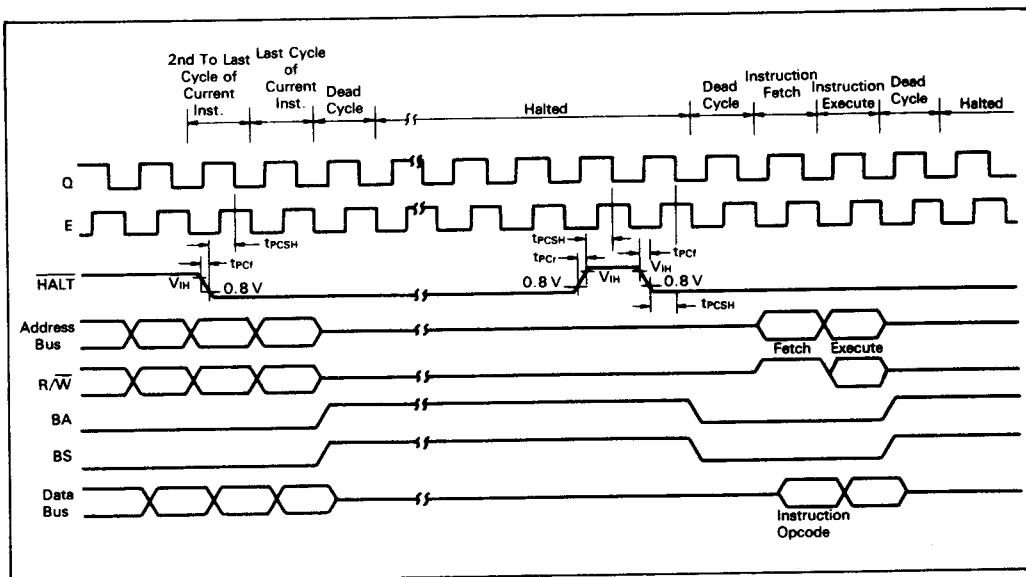 2nd To Last
Cycle of
Current
Inst.
Last Cycle
of
Current
Inst.
Dead
Cycle
Halted
Dead
Cycle
Instruction
Fetch
Instruction
Execute
Dead
Cycle
Halted
Q
E
tPCSH
tPCf
HALT
VIH
0.8 V
tPCSH
tPCr
0.8 V
VIH
tPCf
VIH
0.8 V
tPCSH
Address
Bus
Fetch
Execute
R/W
BA
BS
Data
Bus
Instruction
Opcode